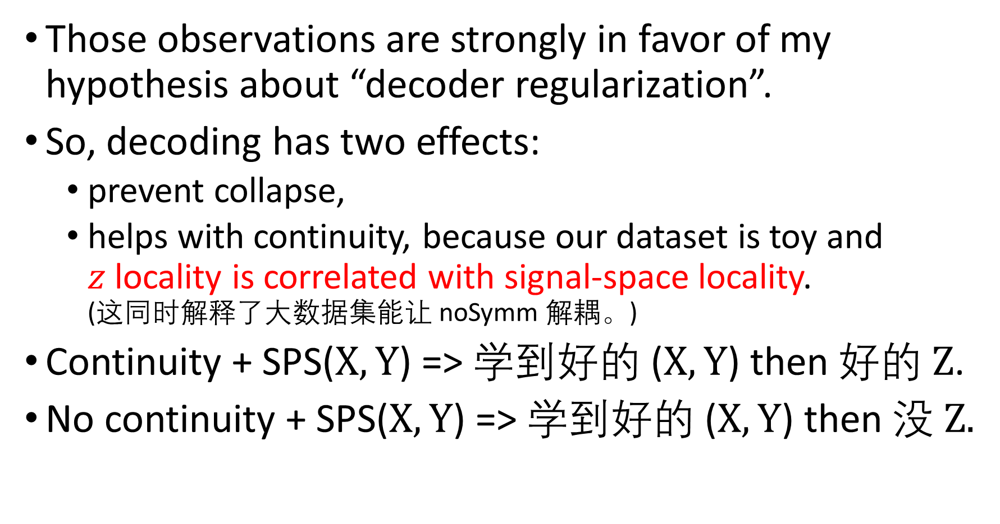 • Those observations are strongly in favor of my
hypothesis about “decoder regularization”.
• So, decoding has two effects:
• prevent collapse,
• helps with continuity, because our dataset is toy and
z locality is correlated with signal-space locality.
(这同时解释了大数据集能让 noSymm 解耦。)
• Continuity + SPS(X, Y) => 学到好的 (X, Y) then 好的 Z.
• No continuity + SPS(X, Y) => 学到好的 (X, Y) then 没 Z.